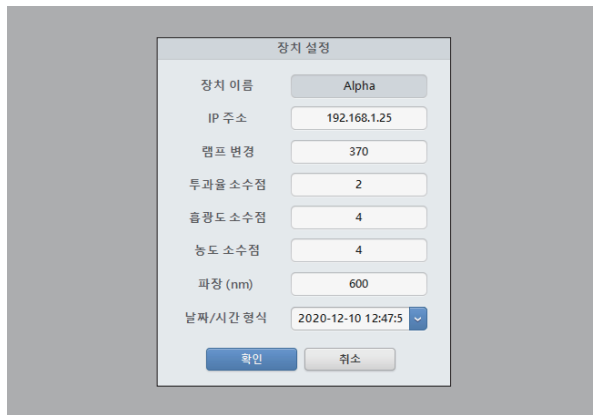 장치 설정
장치 이름 Alpha
IP 주소 192.168.1.25
램프 변경 370
투과율 소수점 2
흡광도 소수점 4
농도 소수점 4
파장 (nm) 600
날짜/시간 형식 2020-12-10 12:47:5
확인 취소